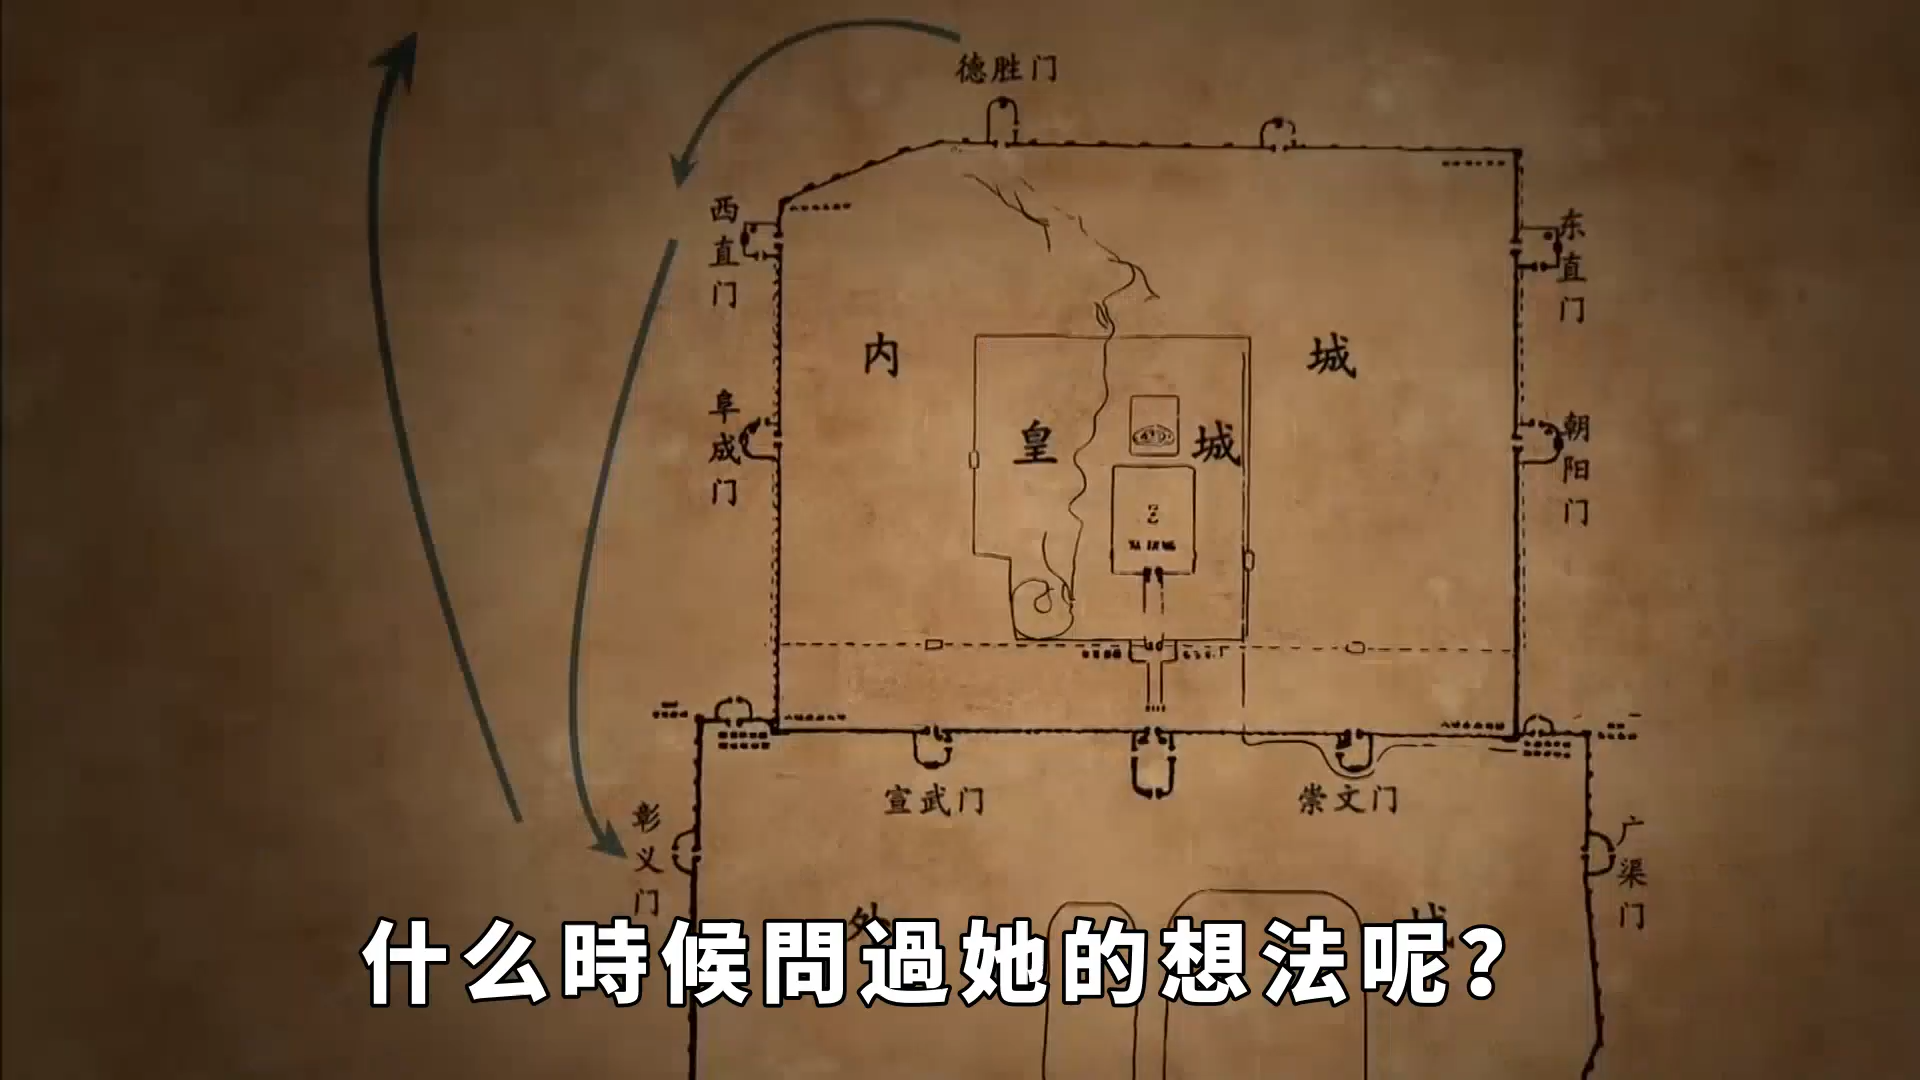 德胜门
西直门
东直门
内城
阜成门
皇城
朝阳门
宣武门
崇文门
彰义门
广渠门
外城
什么時候問過她的想法呢?